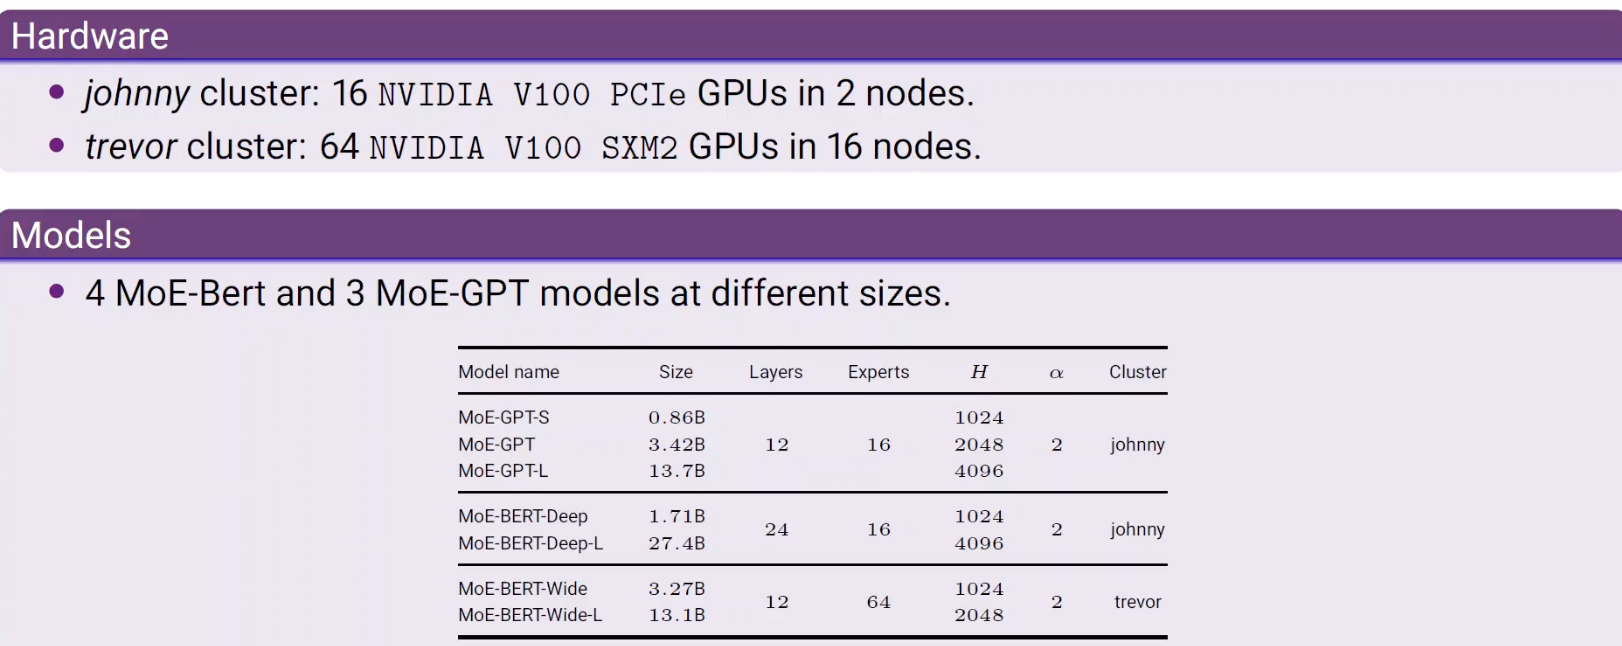 Hardware
• johnny cluster: 16 NVIDIA V100 PCIe GPUs in 2 nodes.
• trevor cluster: 64 NVIDIA V100 SXM2 GPUs in 16 nodes.
Models
• 4 MoE-Bert and 3 MoE-GPT models at different sizes.
Model name Size Layers Experts H α Cluster
MoE-GPT-S 0.86B 1024
MoE-GPT 3.42B 12 16 2048 2 johnny
MoE-GPT-L 13.7B 4096
MoE-BERT-Deep 1.71B 1024
24 16 2 johnny
MoE-BERT-Deep-L 27.4B 4096
MoE-BERT-Wide 3.27B 1024
12 64 2 trevor
MoE-BERT-Wide-L 13.1B 2048